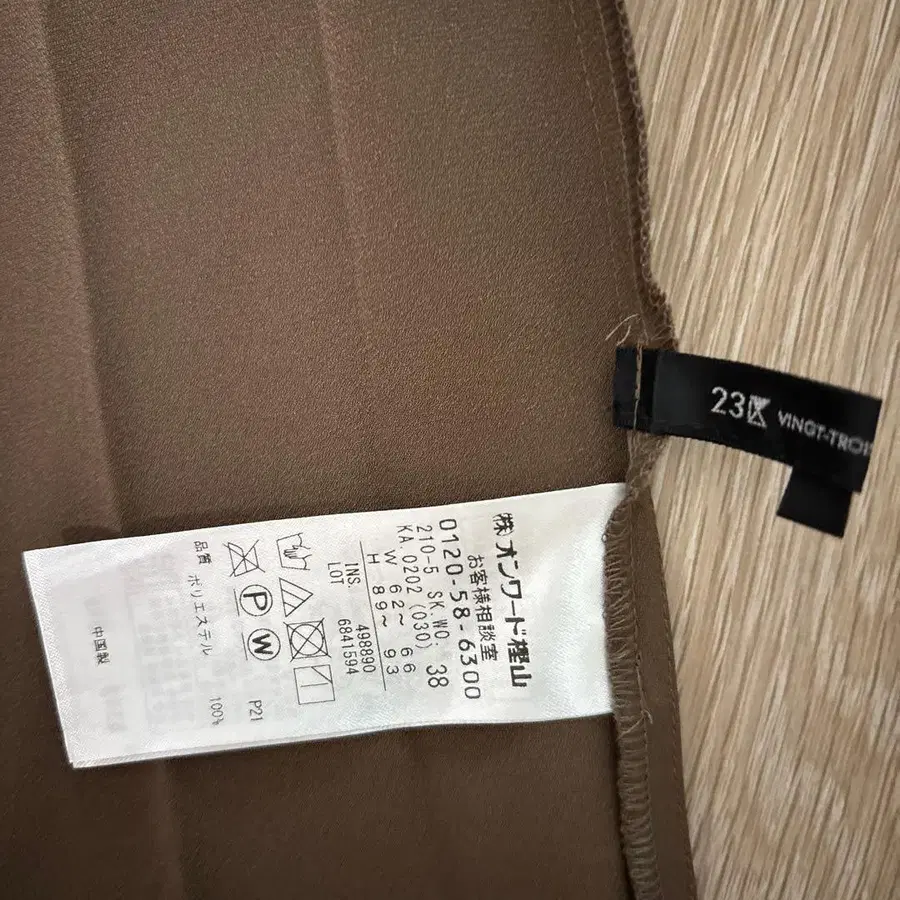 (株)オンワード樫山
お客様相談室
0120-58-6300
210-5 SK.WO. 38
KA.0202 (030)
W 62~ 66
H 89~ 93
INS. 498890
LOT 6841594
P
W
P21
品質 ポリエステル 100%
中国製
23区 VINGT-TROI